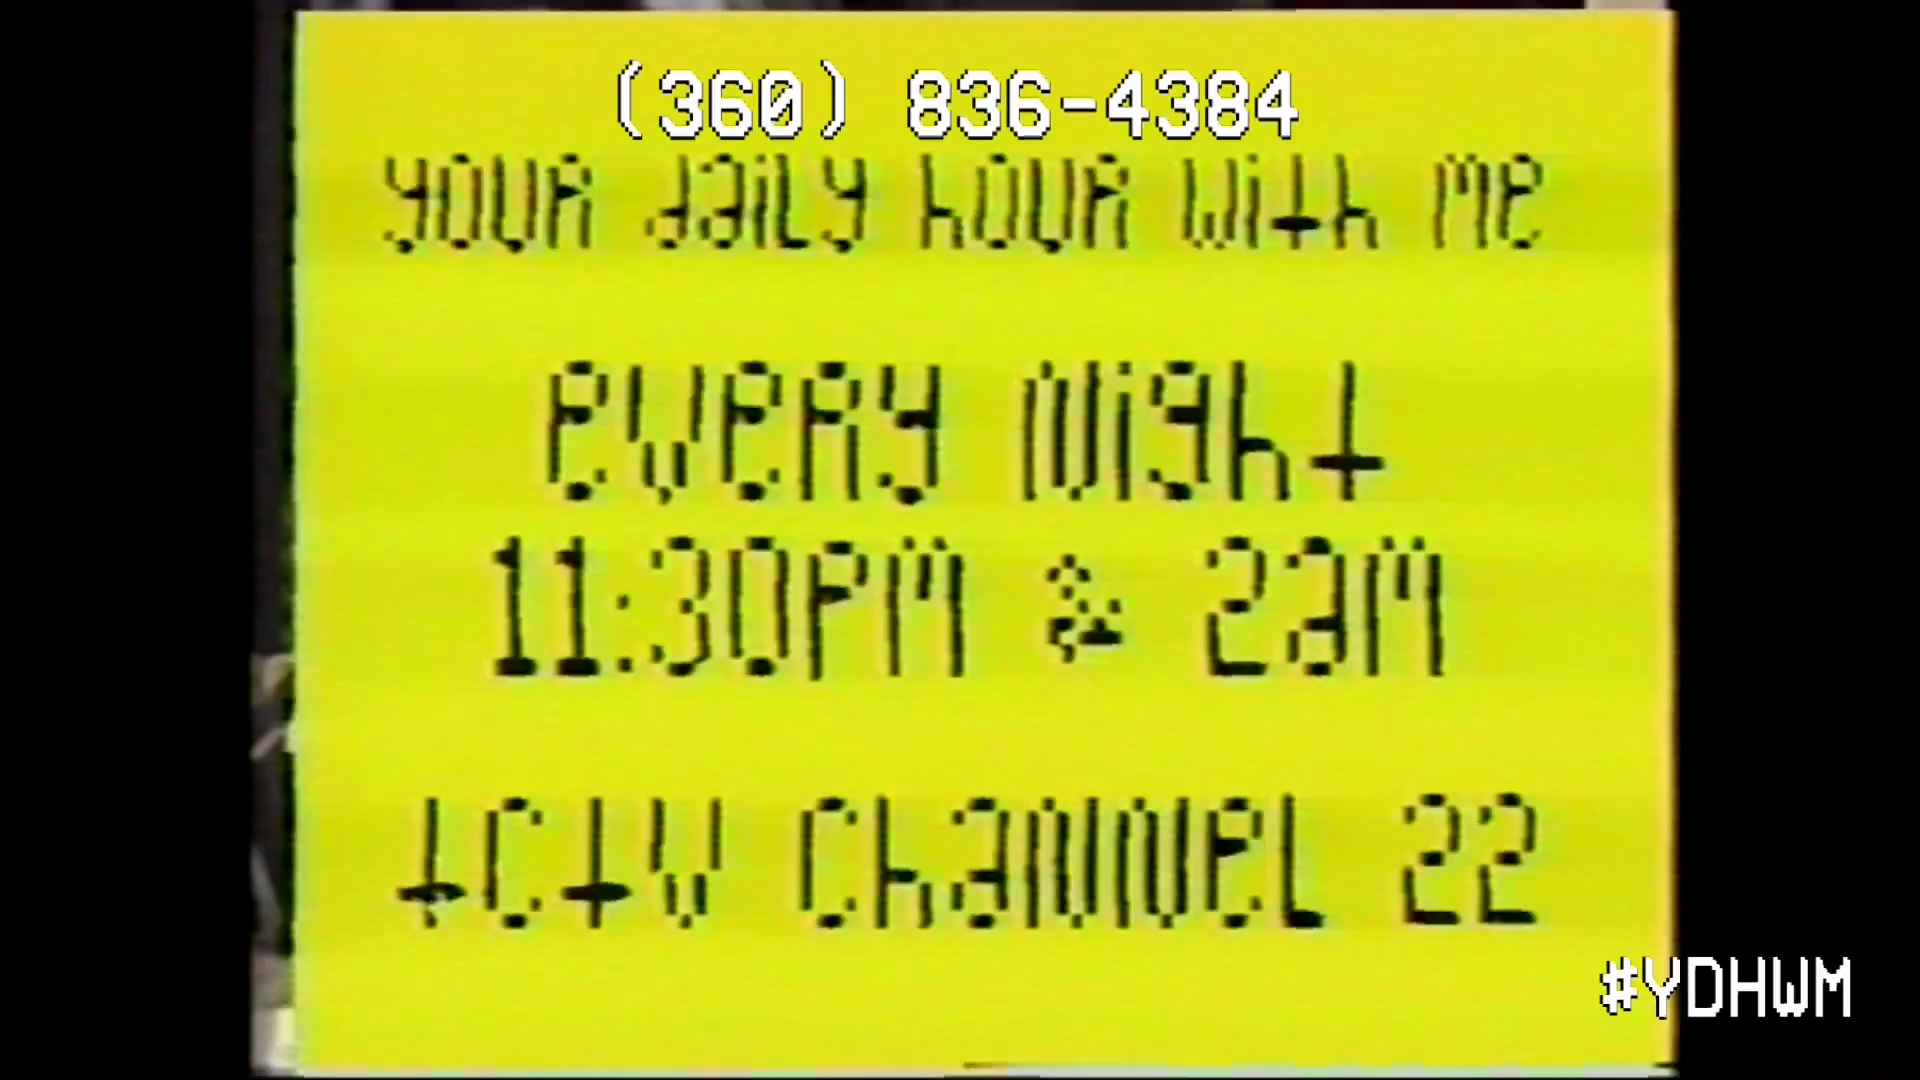 (360) 836-4384
YOUR daiLY hOUR With Me
eVeRY Night
11:30PM & 2aM
tCtV ChaNNeL 22
#YDHWM